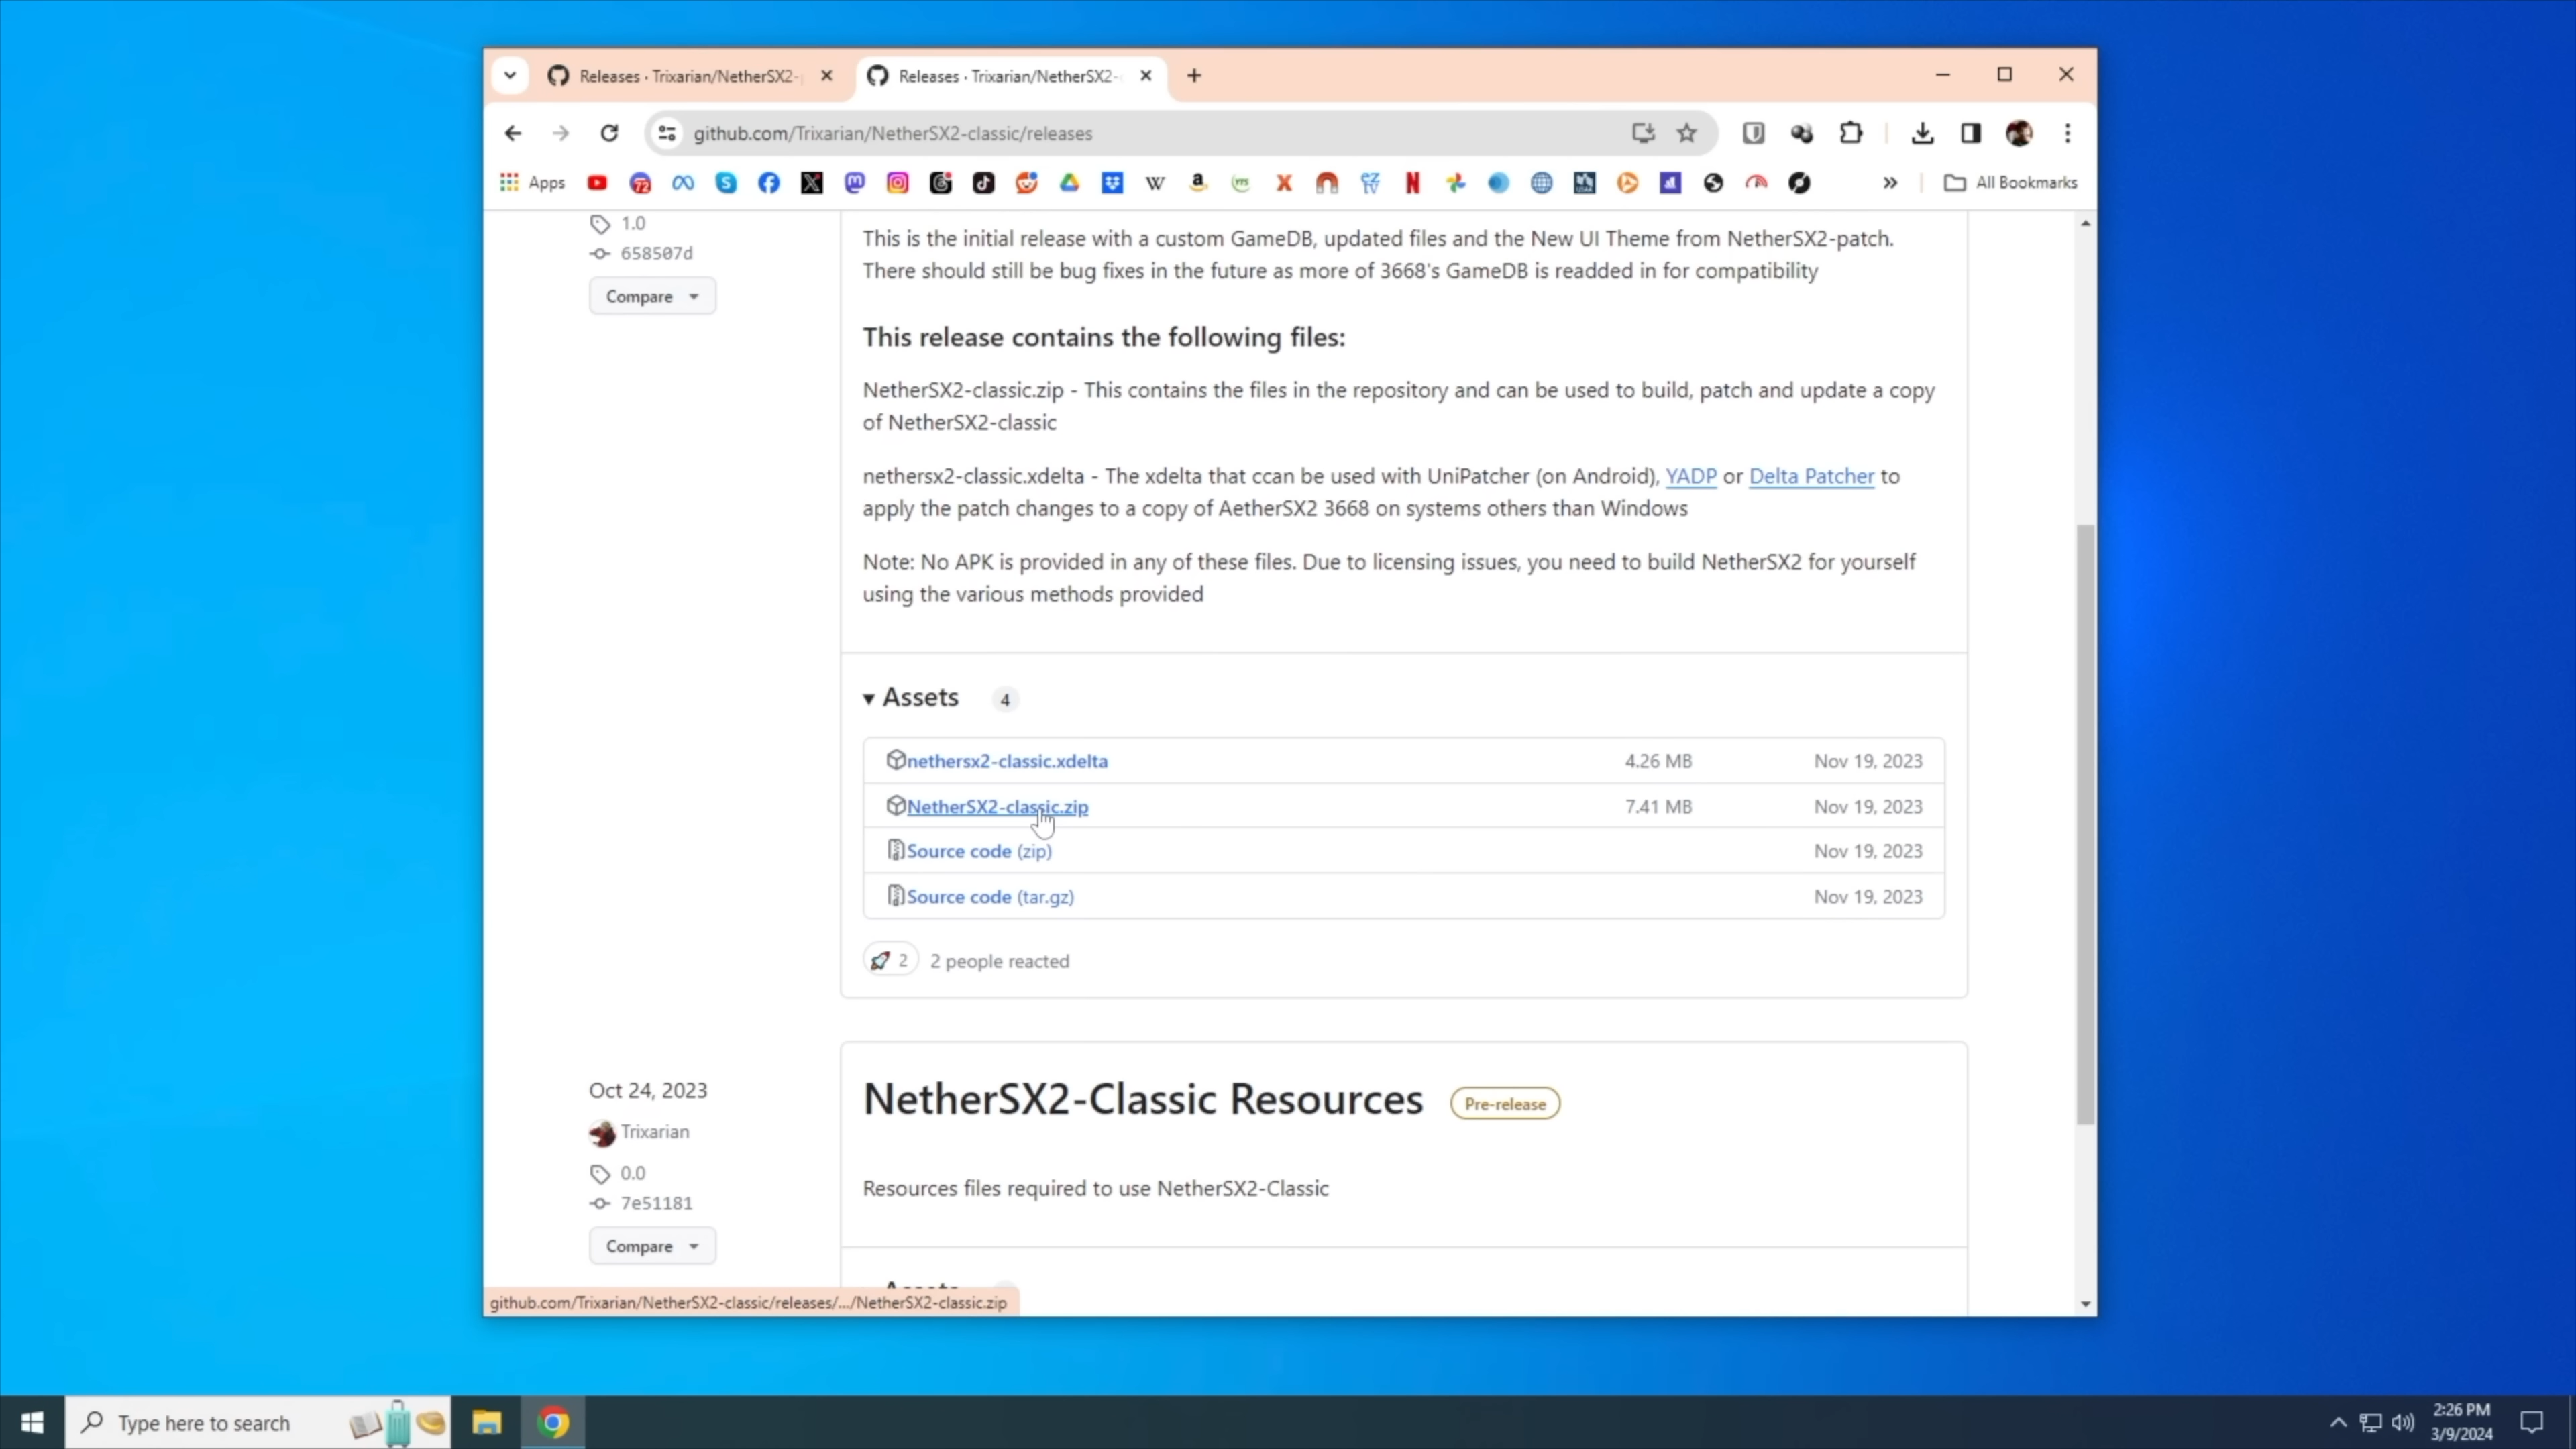 Releases · Trixarian/NetherSX2-
Releases · Trixarian/NetherSX2-
github.com/Trixarian/NetherSX2-classic/releases
Apps
All Bookmarks
1.0
658507d
Compare
This is the initial release with a custom GameDB, updated files and the New UI Theme from NetherSX2-patch.
There should still be bug fixes in the future as more of 3668's GameDB is readded in for compatibility
This release contains the following files:
NetherSX2-classic.zip - This contains the files in the repository and can be used to build, patch and update a copy
of NetherSX2-classic
nethersx2-classic.xdelta - The xdelta that ccan be used with UniPatcher (on Android), YADP or Delta Patcher to
apply the patch changes to a copy of AetherSX2 3668 on systems others than Windows
Note: No APK is provided in any of these files. Due to licensing issues, you need to build NetherSX2 for yourself
using the various methods provided
Assets 4
nethersx2-classic.xdelta 4.26 MB Nov 19, 2023
NetherSX2-classic.zip 7.41 MB Nov 19, 2023
Source code (zip) Nov 19, 2023
Source code (tar.gz) Nov 19, 2023
2 2 people reacted
Oct 24, 2023
Trixarian
0.0
7e51181
Compare
NetherSX2-Classic Resources Pre-release
Resources files required to use NetherSX2-Classic
Assets
github.com/Trixarian/NetherSX2-classic/releases/.../NetherSX2-classic.zip
Type here to search
2:26 PM
3/9/2024